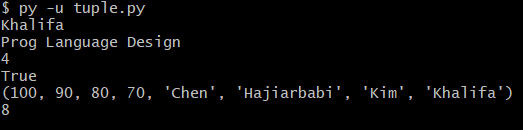 $ py -u tuple.py
Khalifa
Prog Language Design
4
True
(100, 90, 80, 70, 'Chen', 'Hajiarbabi', 'Kim', 'Khalifa')
8